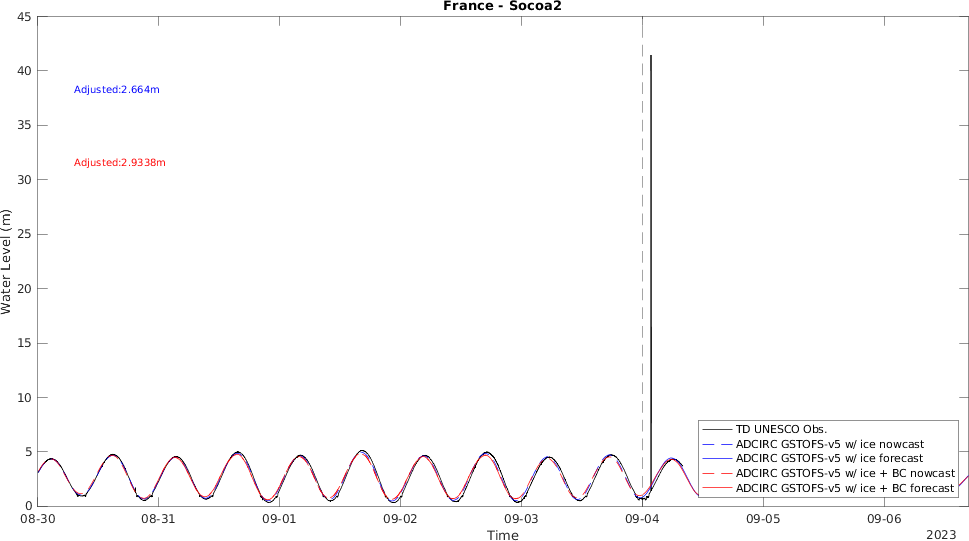 France - Socoa2
45
40
35
30
25
20
15
10
5
0
Water Level (m)
Adjusted:2.664m
Adjusted:2.9338m
TD UNESCO Obs.
ADCIRC GSTOFS-v5 w/ ice nowcast
ADCIRC GSTOFS-v5 w/ ice forecast
ADCIRC GSTOFS-v5 w/ ice + BC nowcast
ADCIRC GSTOFS-v5 w/ ice + BC forecast
08-30 08-31 09-01 09-02 09-03 09-04 09-05 09-06
Time
2023